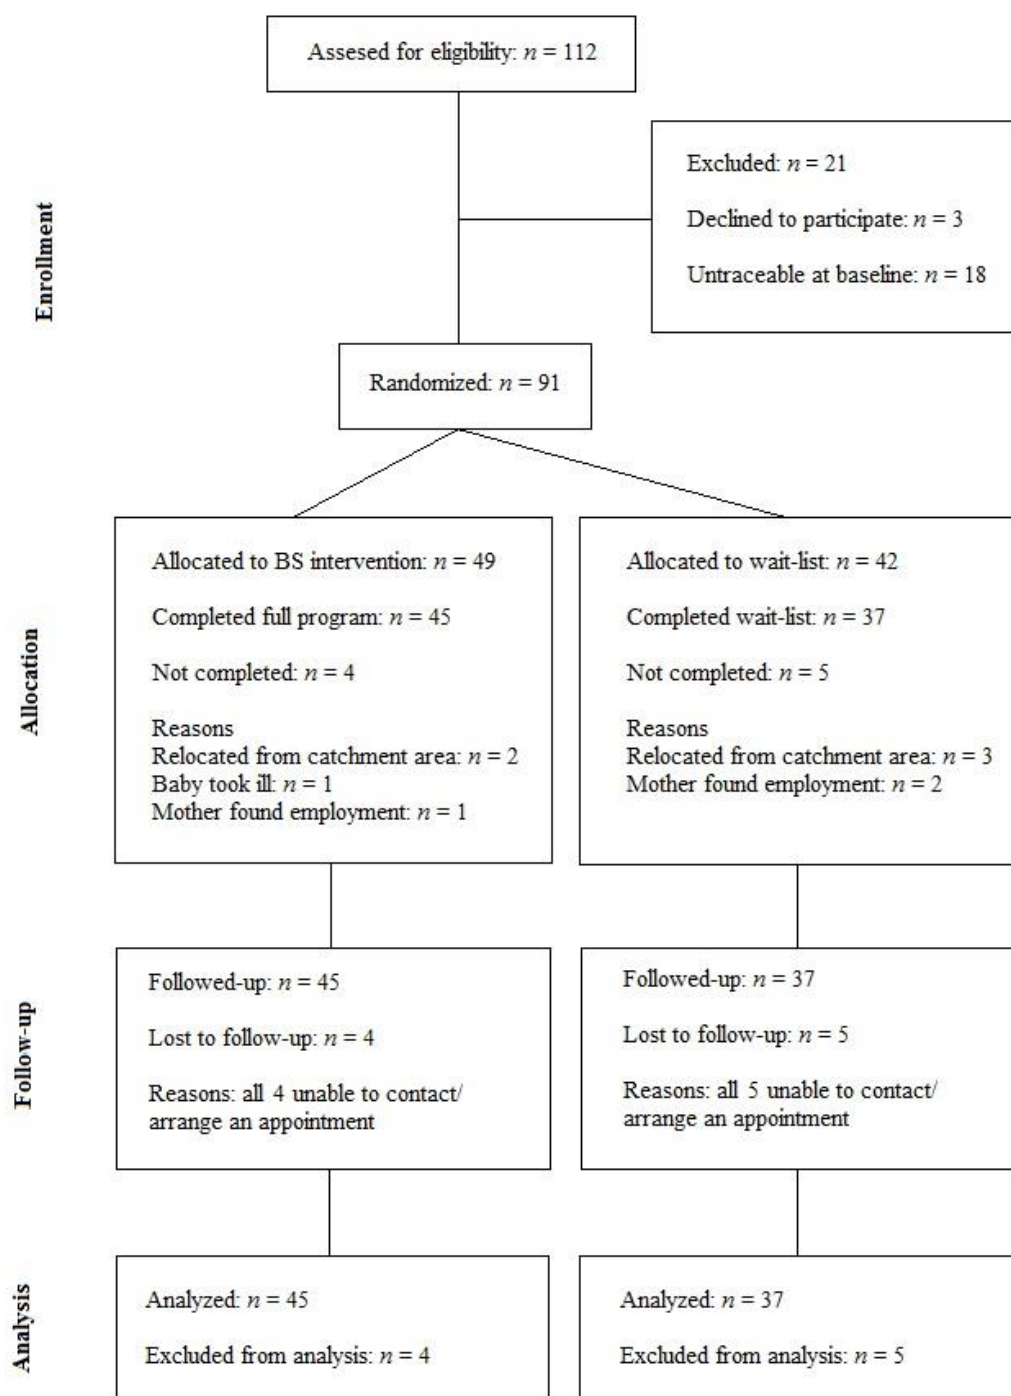 Assesed for eligibility: n = 112
Enrollment
Excluded: n = 21
Declined to participate: n = 3
Untraceable at baseline: n = 18
Randomized: n = 91
Allocation
Allocated to BS intervention: n = 49
Completed full program: n = 45
Not completed: n = 4
Reasons
Relocated from catchment area: n = 2
Baby took ill: n = 1
Mother found employment: n = 1
Allocated to wait-list: n = 42
Completed wait-list: n = 37
Not completed: n = 5
Reasons
Relocated from catchment area: n = 3
Mother found employment: n = 2
Follow-up
Followed-up: n = 45
Lost to follow-up: n = 4
Reasons: all 4 unable to contact/
arrange an appointment
Followed-up: n = 37
Lost to follow-up: n = 5
Reasons: all 5 unable to contact/
arrange an appointment
Analysis
Analyzed: n = 45
Excluded from analysis: n = 4
Analyzed: n = 37
Excluded from analysis: n = 5